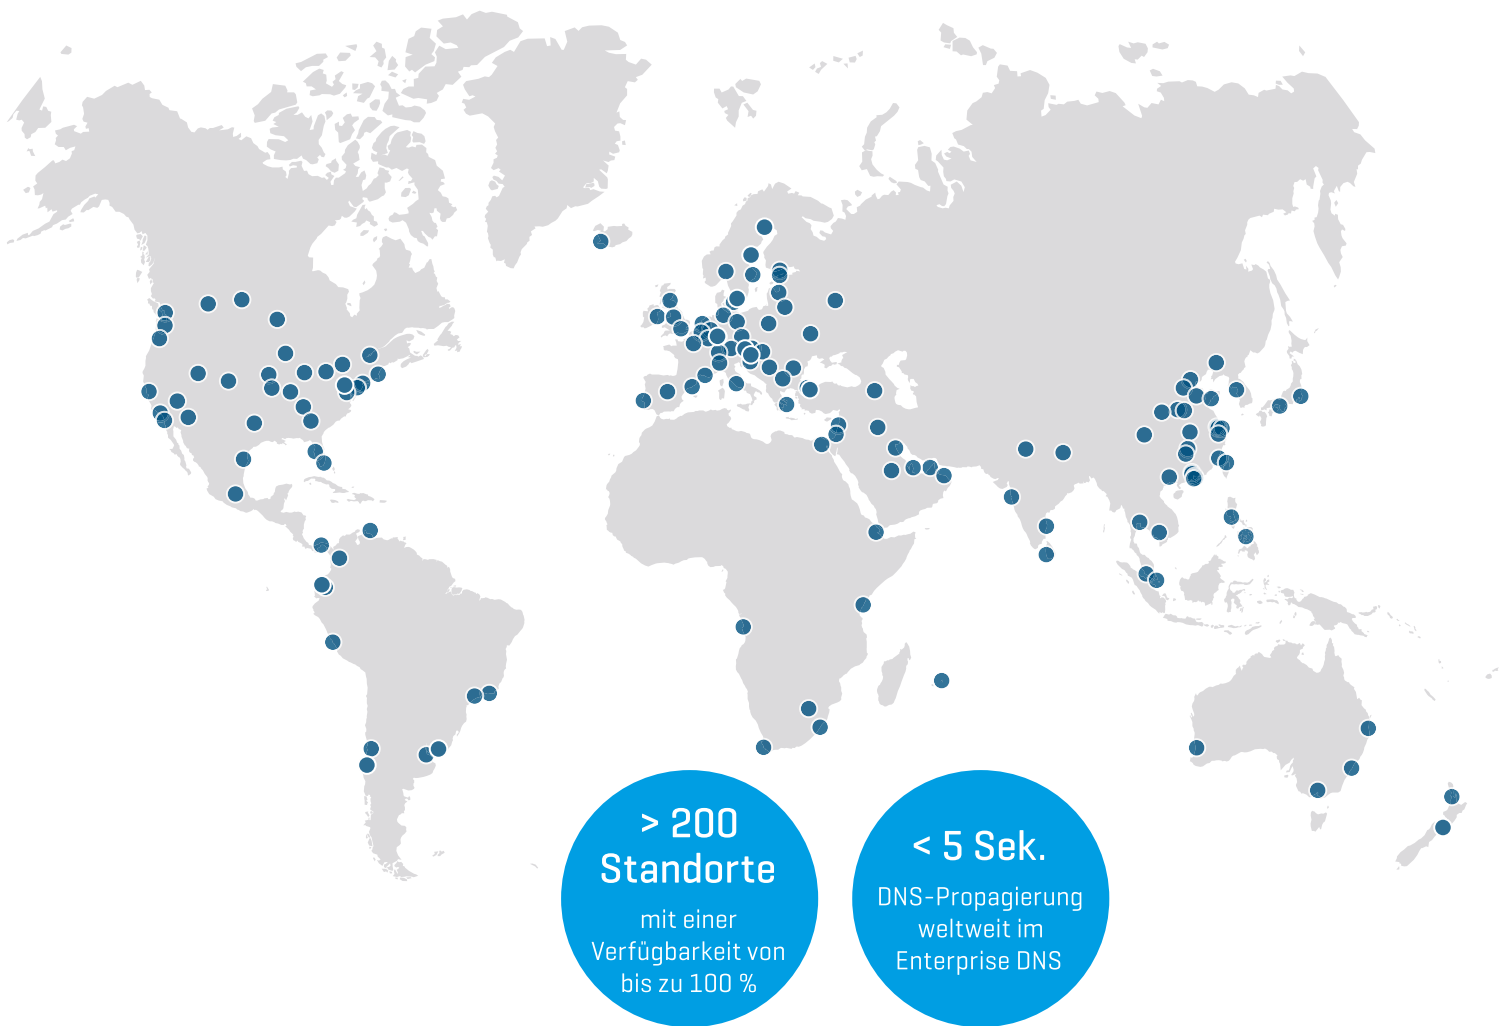 > 200
Standorte
mit einer
Verfügbarkeit von
bis zu 100 %
< 5 Sek.
DNS-Propagierung
weltweit im
Enterprise DNS